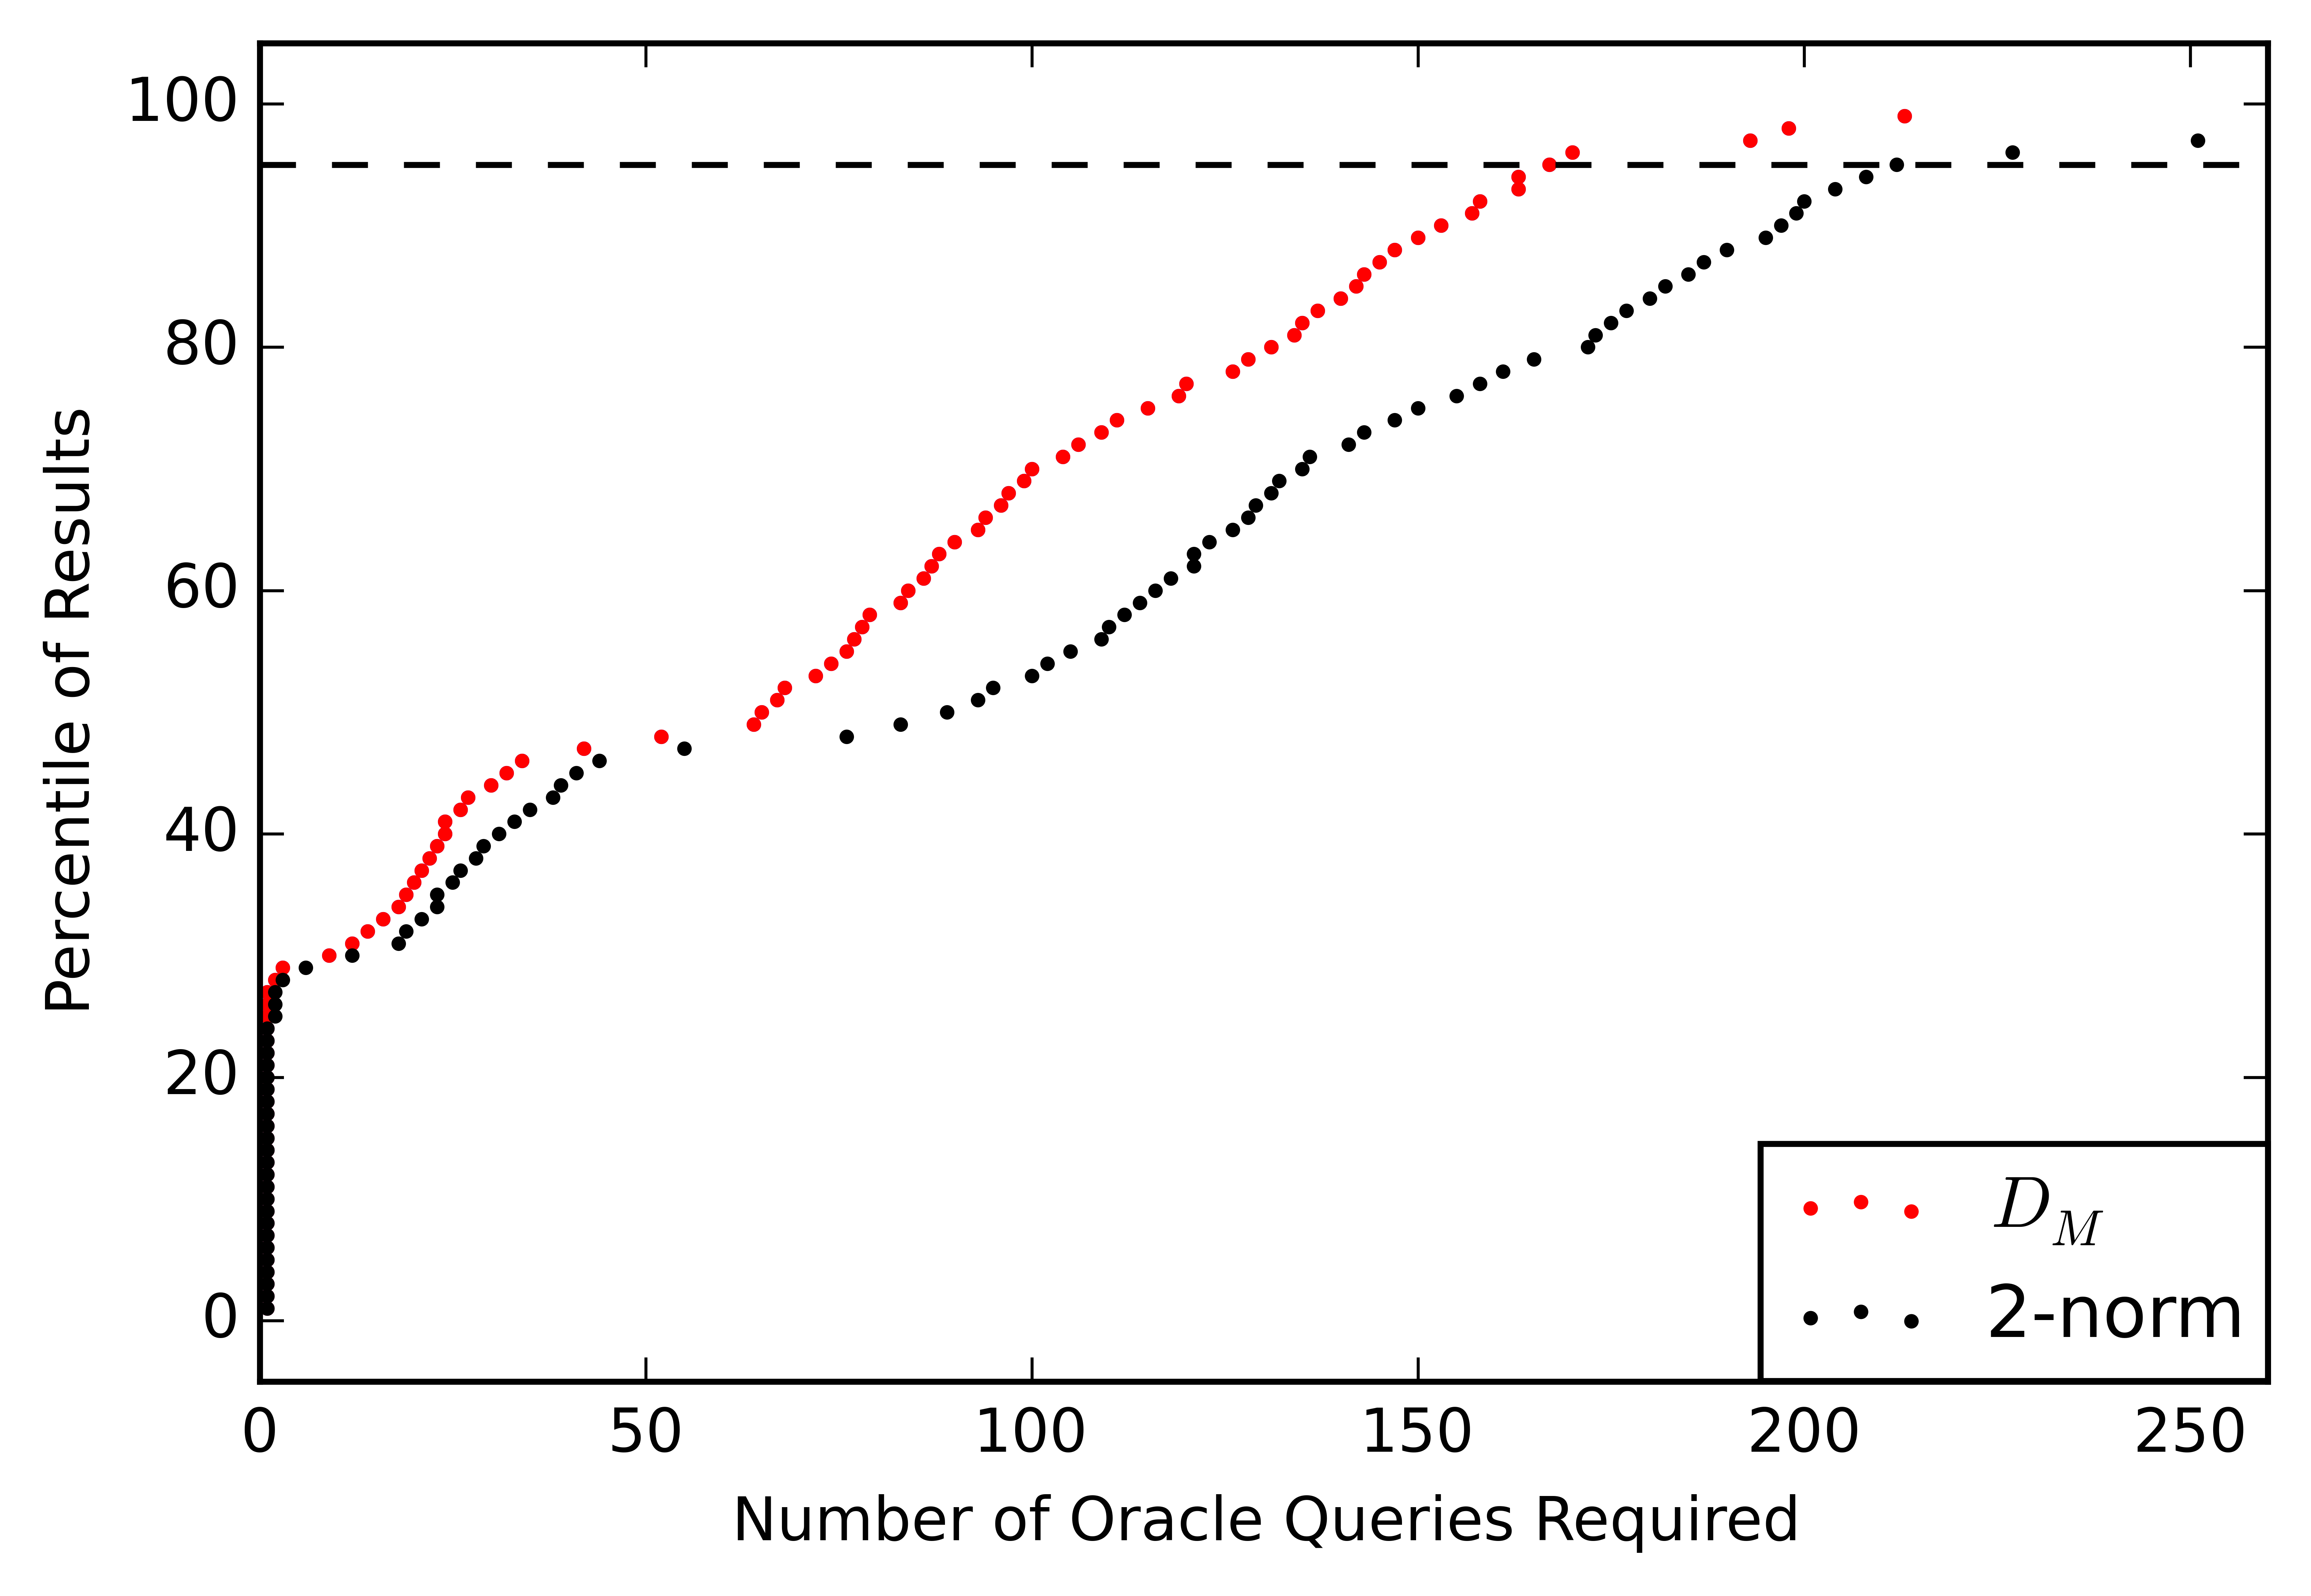 100
80
60
40
20
0
Percentile of Results
0 50 100 150 200 250
Number of Oracle Queries Required
D_M
2-norm